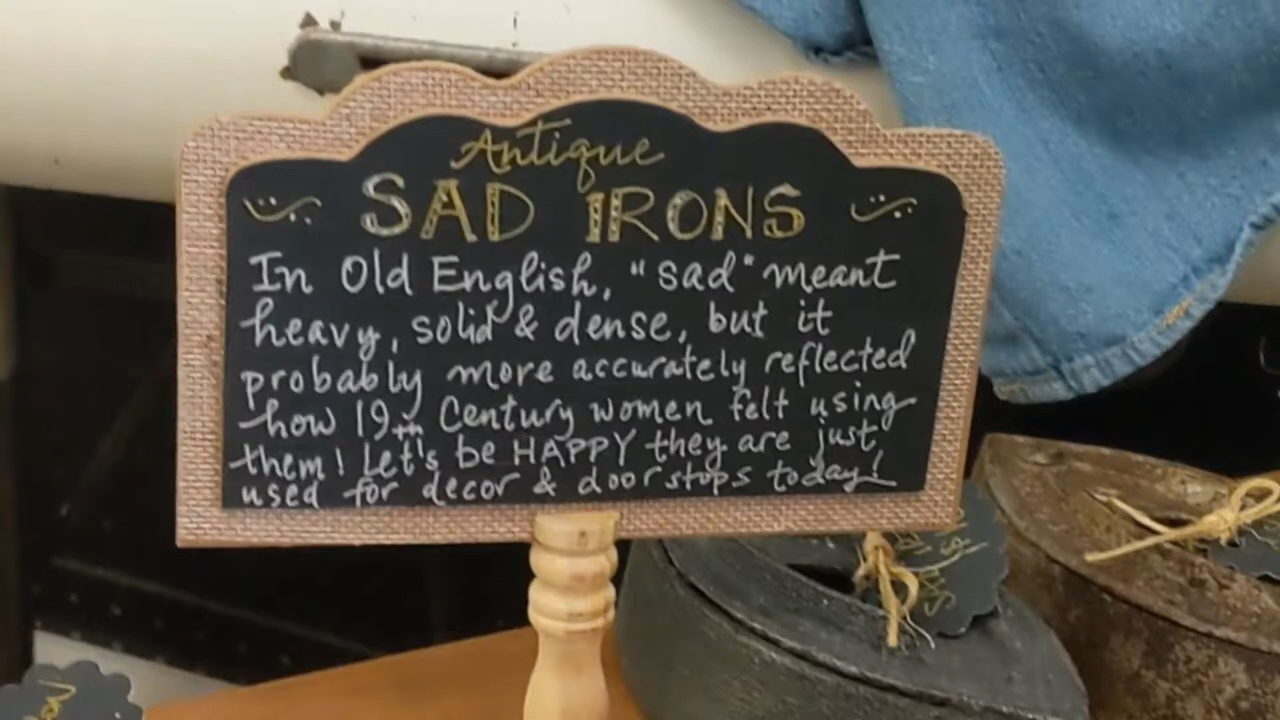 Antique
SAD IRONS
In Old English, "sad" meant
heavy, solid & dense, but it
probably more accurately reflected
how 19th Century women felt using
them! Let's be HAPPY they are just
used for decor & doorstops today!